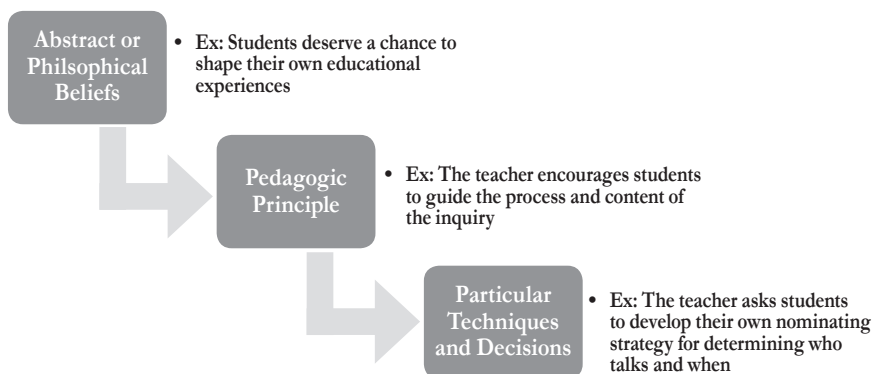 Abstract or
Philsophical
Beliefs
• Ex: Students deserve a chance to
shape their own educational
experiences
Pedagogic
Principle
• Ex: The teacher encourages students
to guide the process and content of
the inquiry
Particular
Techniques
and Decisions
• Ex: The teacher asks students
to develop their own nominating
strategy for determining who
talks and when